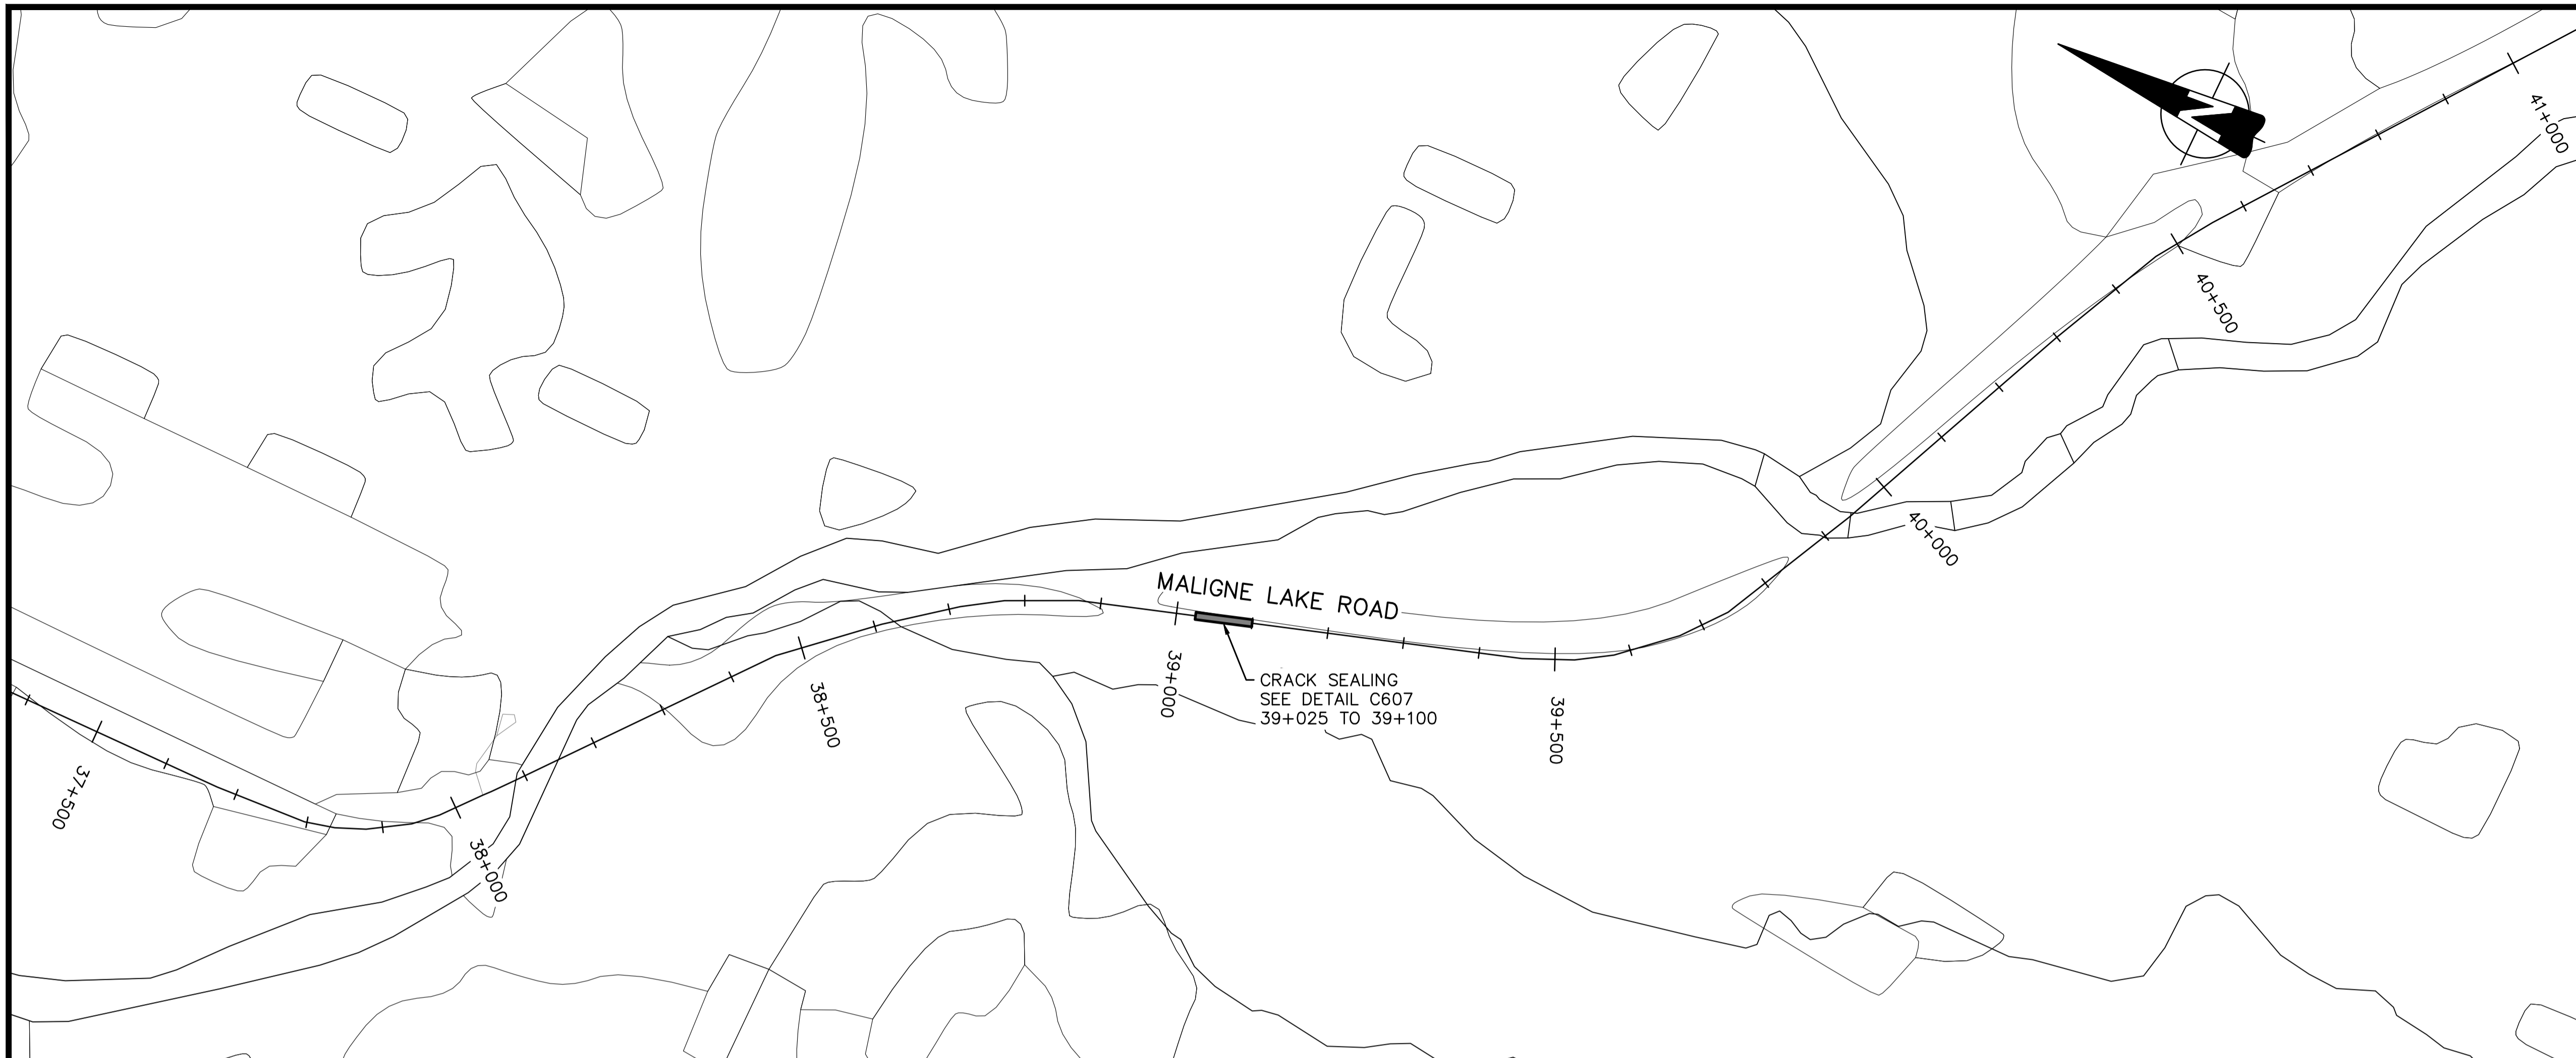 41+000
40+500
40+000
MALIGNE LAKE ROAD
39+000
CRACK SEALING
SEE DETAIL C607
39+025 TO 39+100
38+500
39+500
37+500
38+000
N